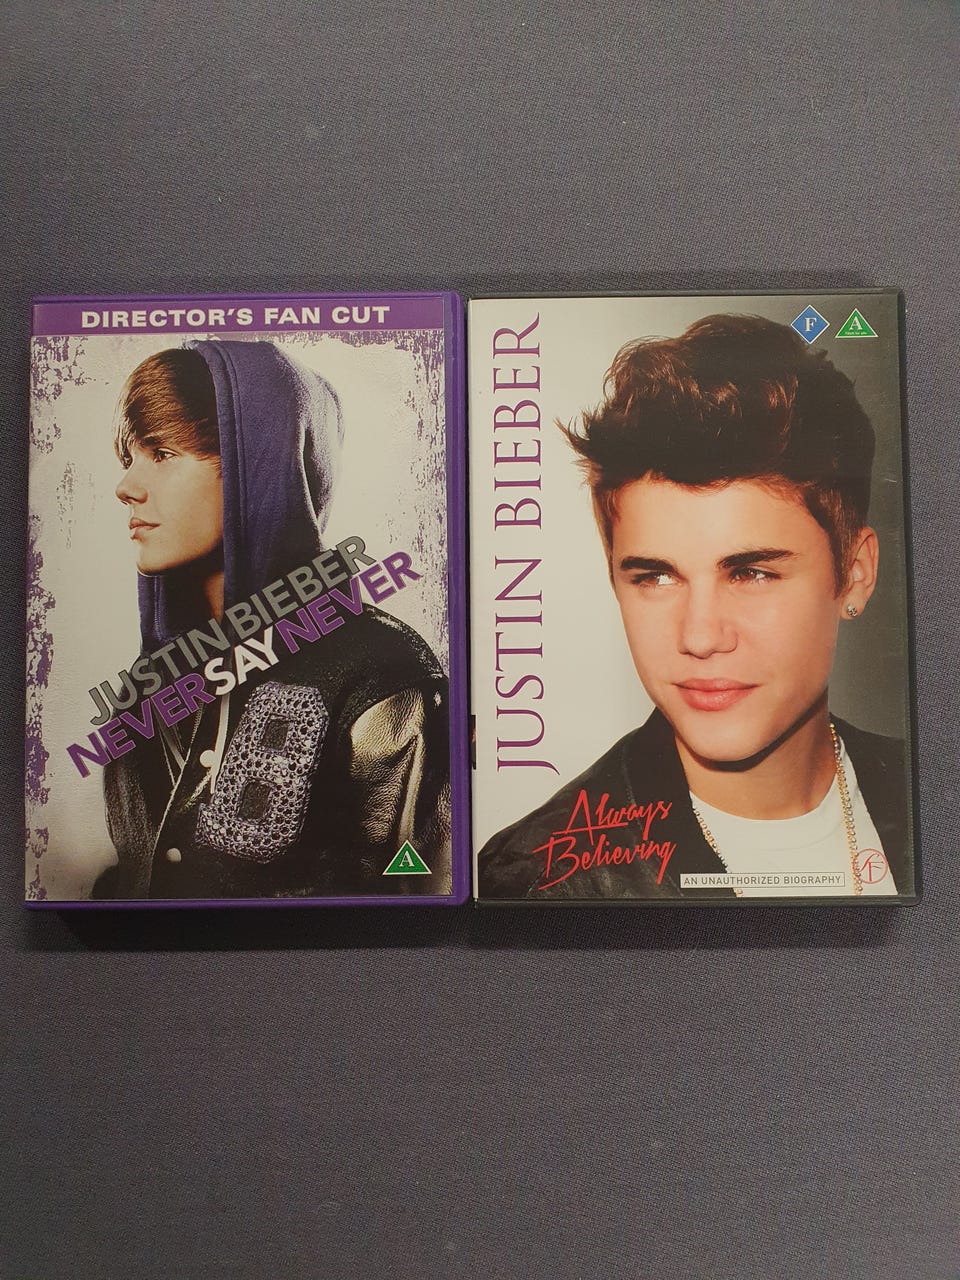 DIRECTOR'S FAN CUT
JUSTIN BIEBER
NEVER SAY NEVER
A
JUSTIN BIEBER
F
A
Always
Believing
AN UNAUTHORIZED BIOGRAPHY